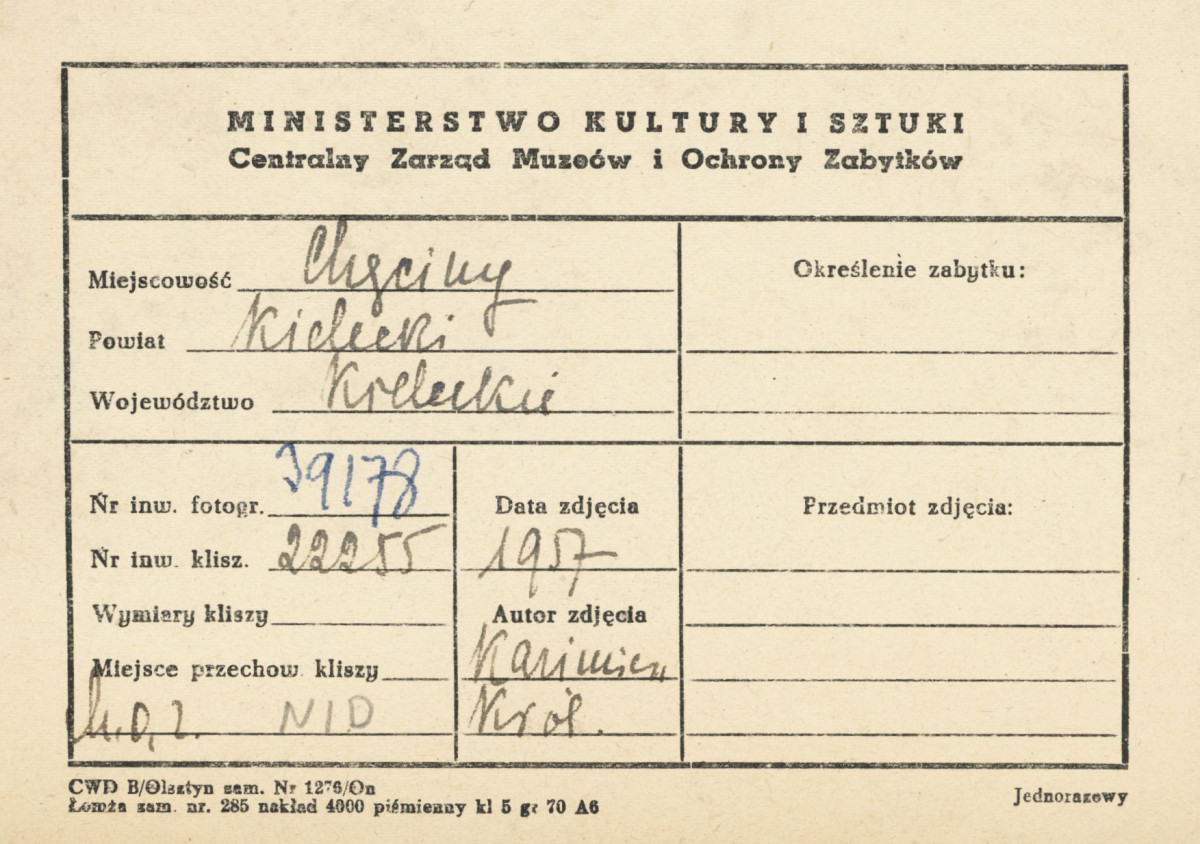 MINISTERSTWO KULTURY I SZTUKI
Centralny Zarząd Muzeów i Ochrony Zabytków
Miejscowość Chęciny
Powiat Kielecki
Województwo Kieleckie
Określenie zabytku:
Nr inw. fotogr. 39178
Nr inw. klisz. 22255
Wymiary kliszy
Miejsce przechow. kliszy
NID
Data zdjęcia
1957
Autor zdjęcia
Kazimierz
Król.
Przedmiot zdjęcia:
CWD B/Olsztyn zam. Nr 1276/On
Łomża zam. nr. 285 nakład 4000 piśmienny kl 5 gr 70 A6
Jednorazowy